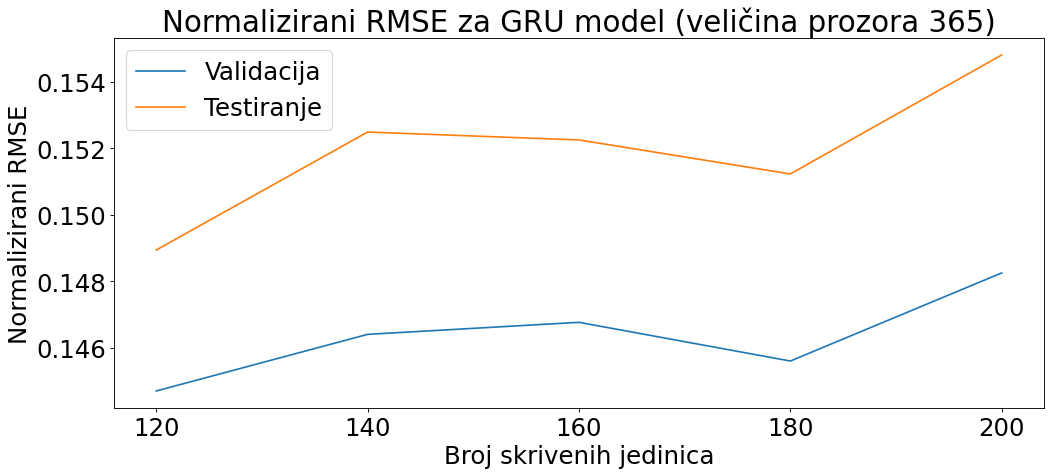 Normalizirani RMSE za GRU model (veličina prozora 365)
Validacija
Testiranje
Normalizirani RMSE
0.154
0.152
0.150
0.148
0.146
120 140 160 180 200
Broj skrivenih jedinica